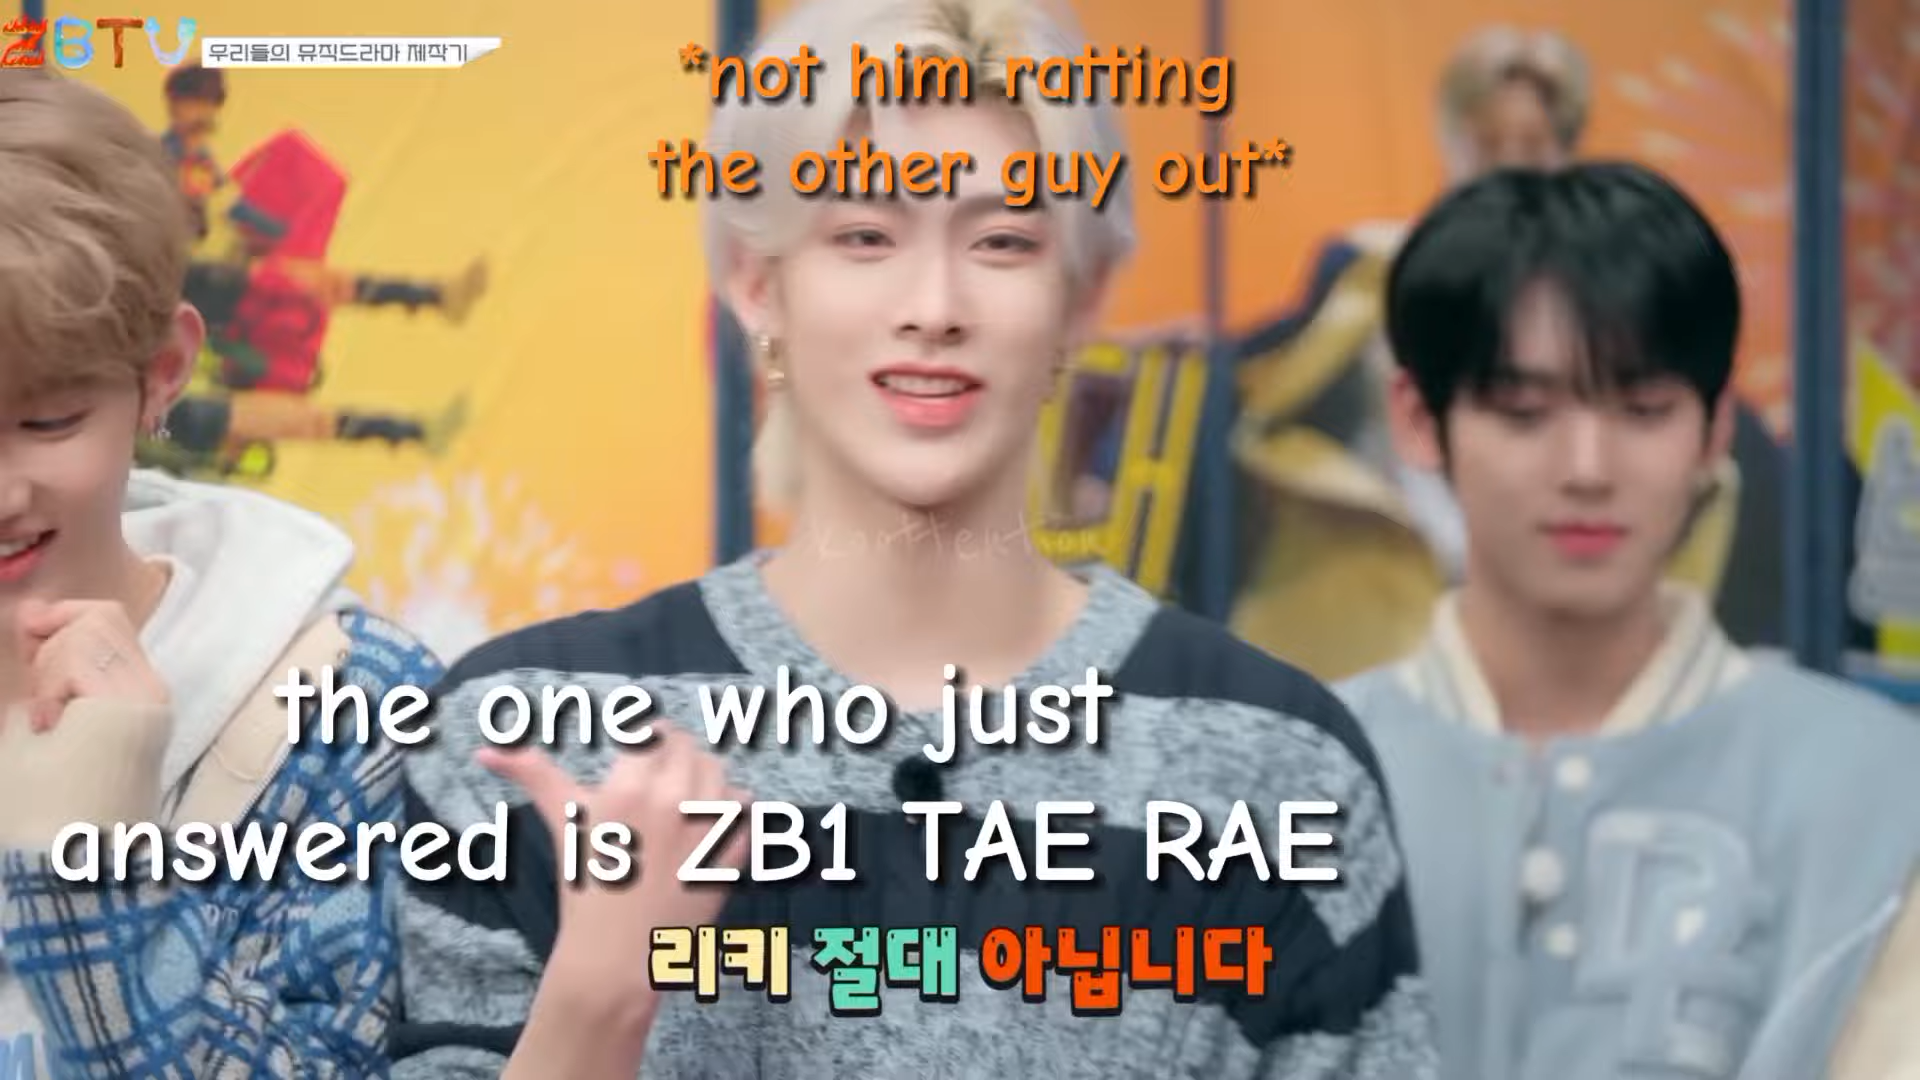 ZBTV 우리들의 뮤직드라마 제작기
*not him ratting
the other guy out*
the one who just
answered is ZB1 TAE RAE
리키 절대 아닙니다